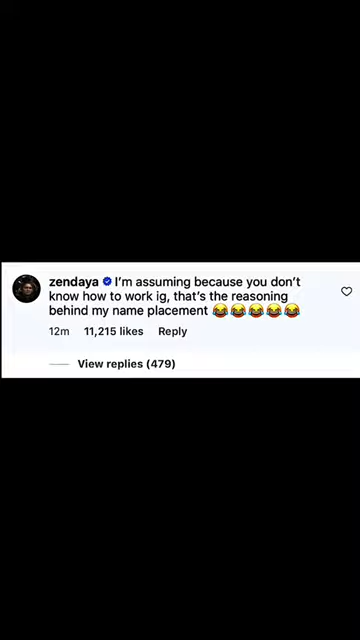 zendaya I'm assuming because you don't
know how to work ig, that's the reasoning
behind my name placement 😂😂😂😂😂
12m 11,215 likes Reply
View replies (479)